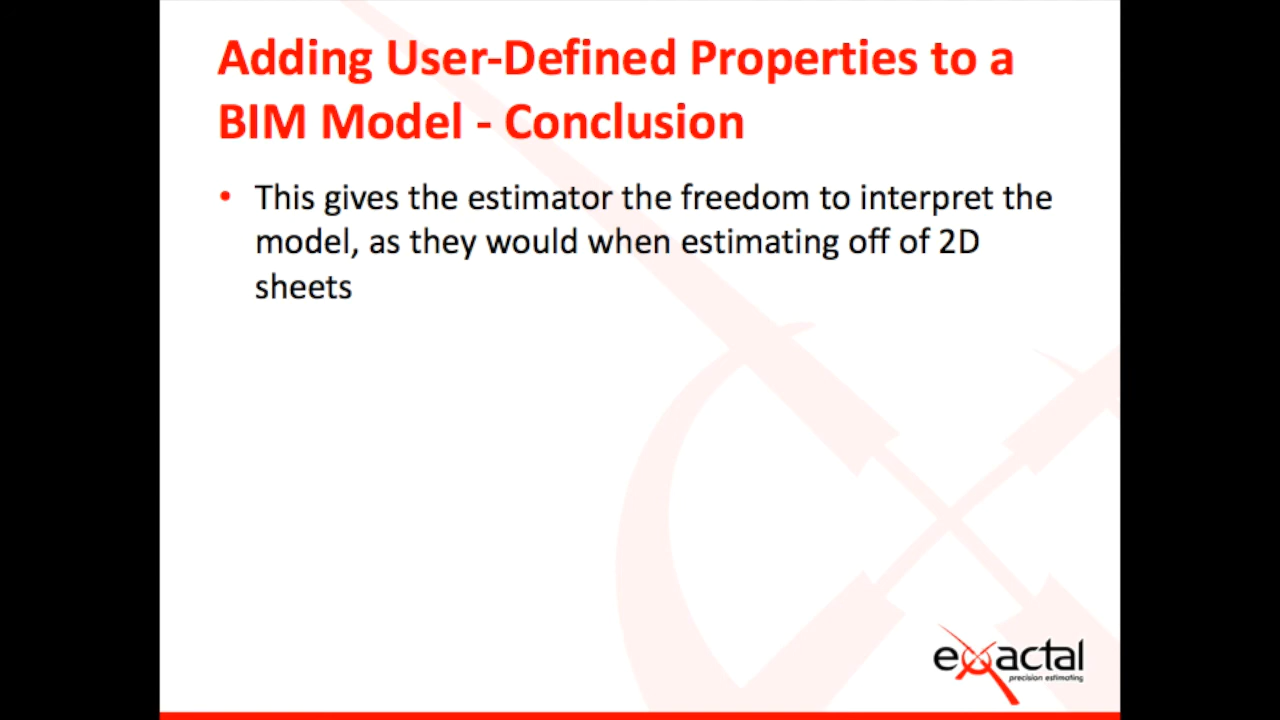 Adding User-Defined Properties to a
BIM Model - Conclusion
• This gives the estimator the freedom to interpret the
model, as they would when estimating off of 2D
sheets
exactal
precision estimating